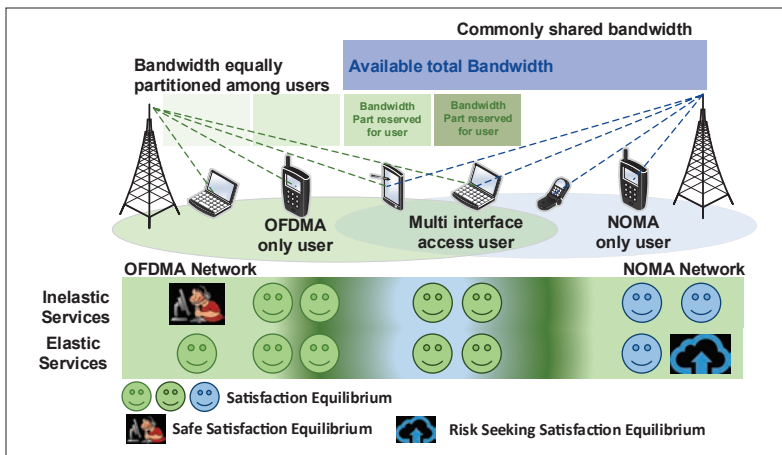 Commonly shared bandwidth
Bandwidth equally
partitioned among users
Available total Bandwidth
Bandwidth
Part reserved
for user
Bandwidth
Part reserved
for user
OFDMA
only user
Multi interface
access user
NOMA
only user
OFDMA Network
NOMA Network
Inelastic
Services
Elastic
Services
Satisfaction Equilibrium
Safe Satisfaction Equilibrium
Risk Seeking Satisfaction Equilibrium